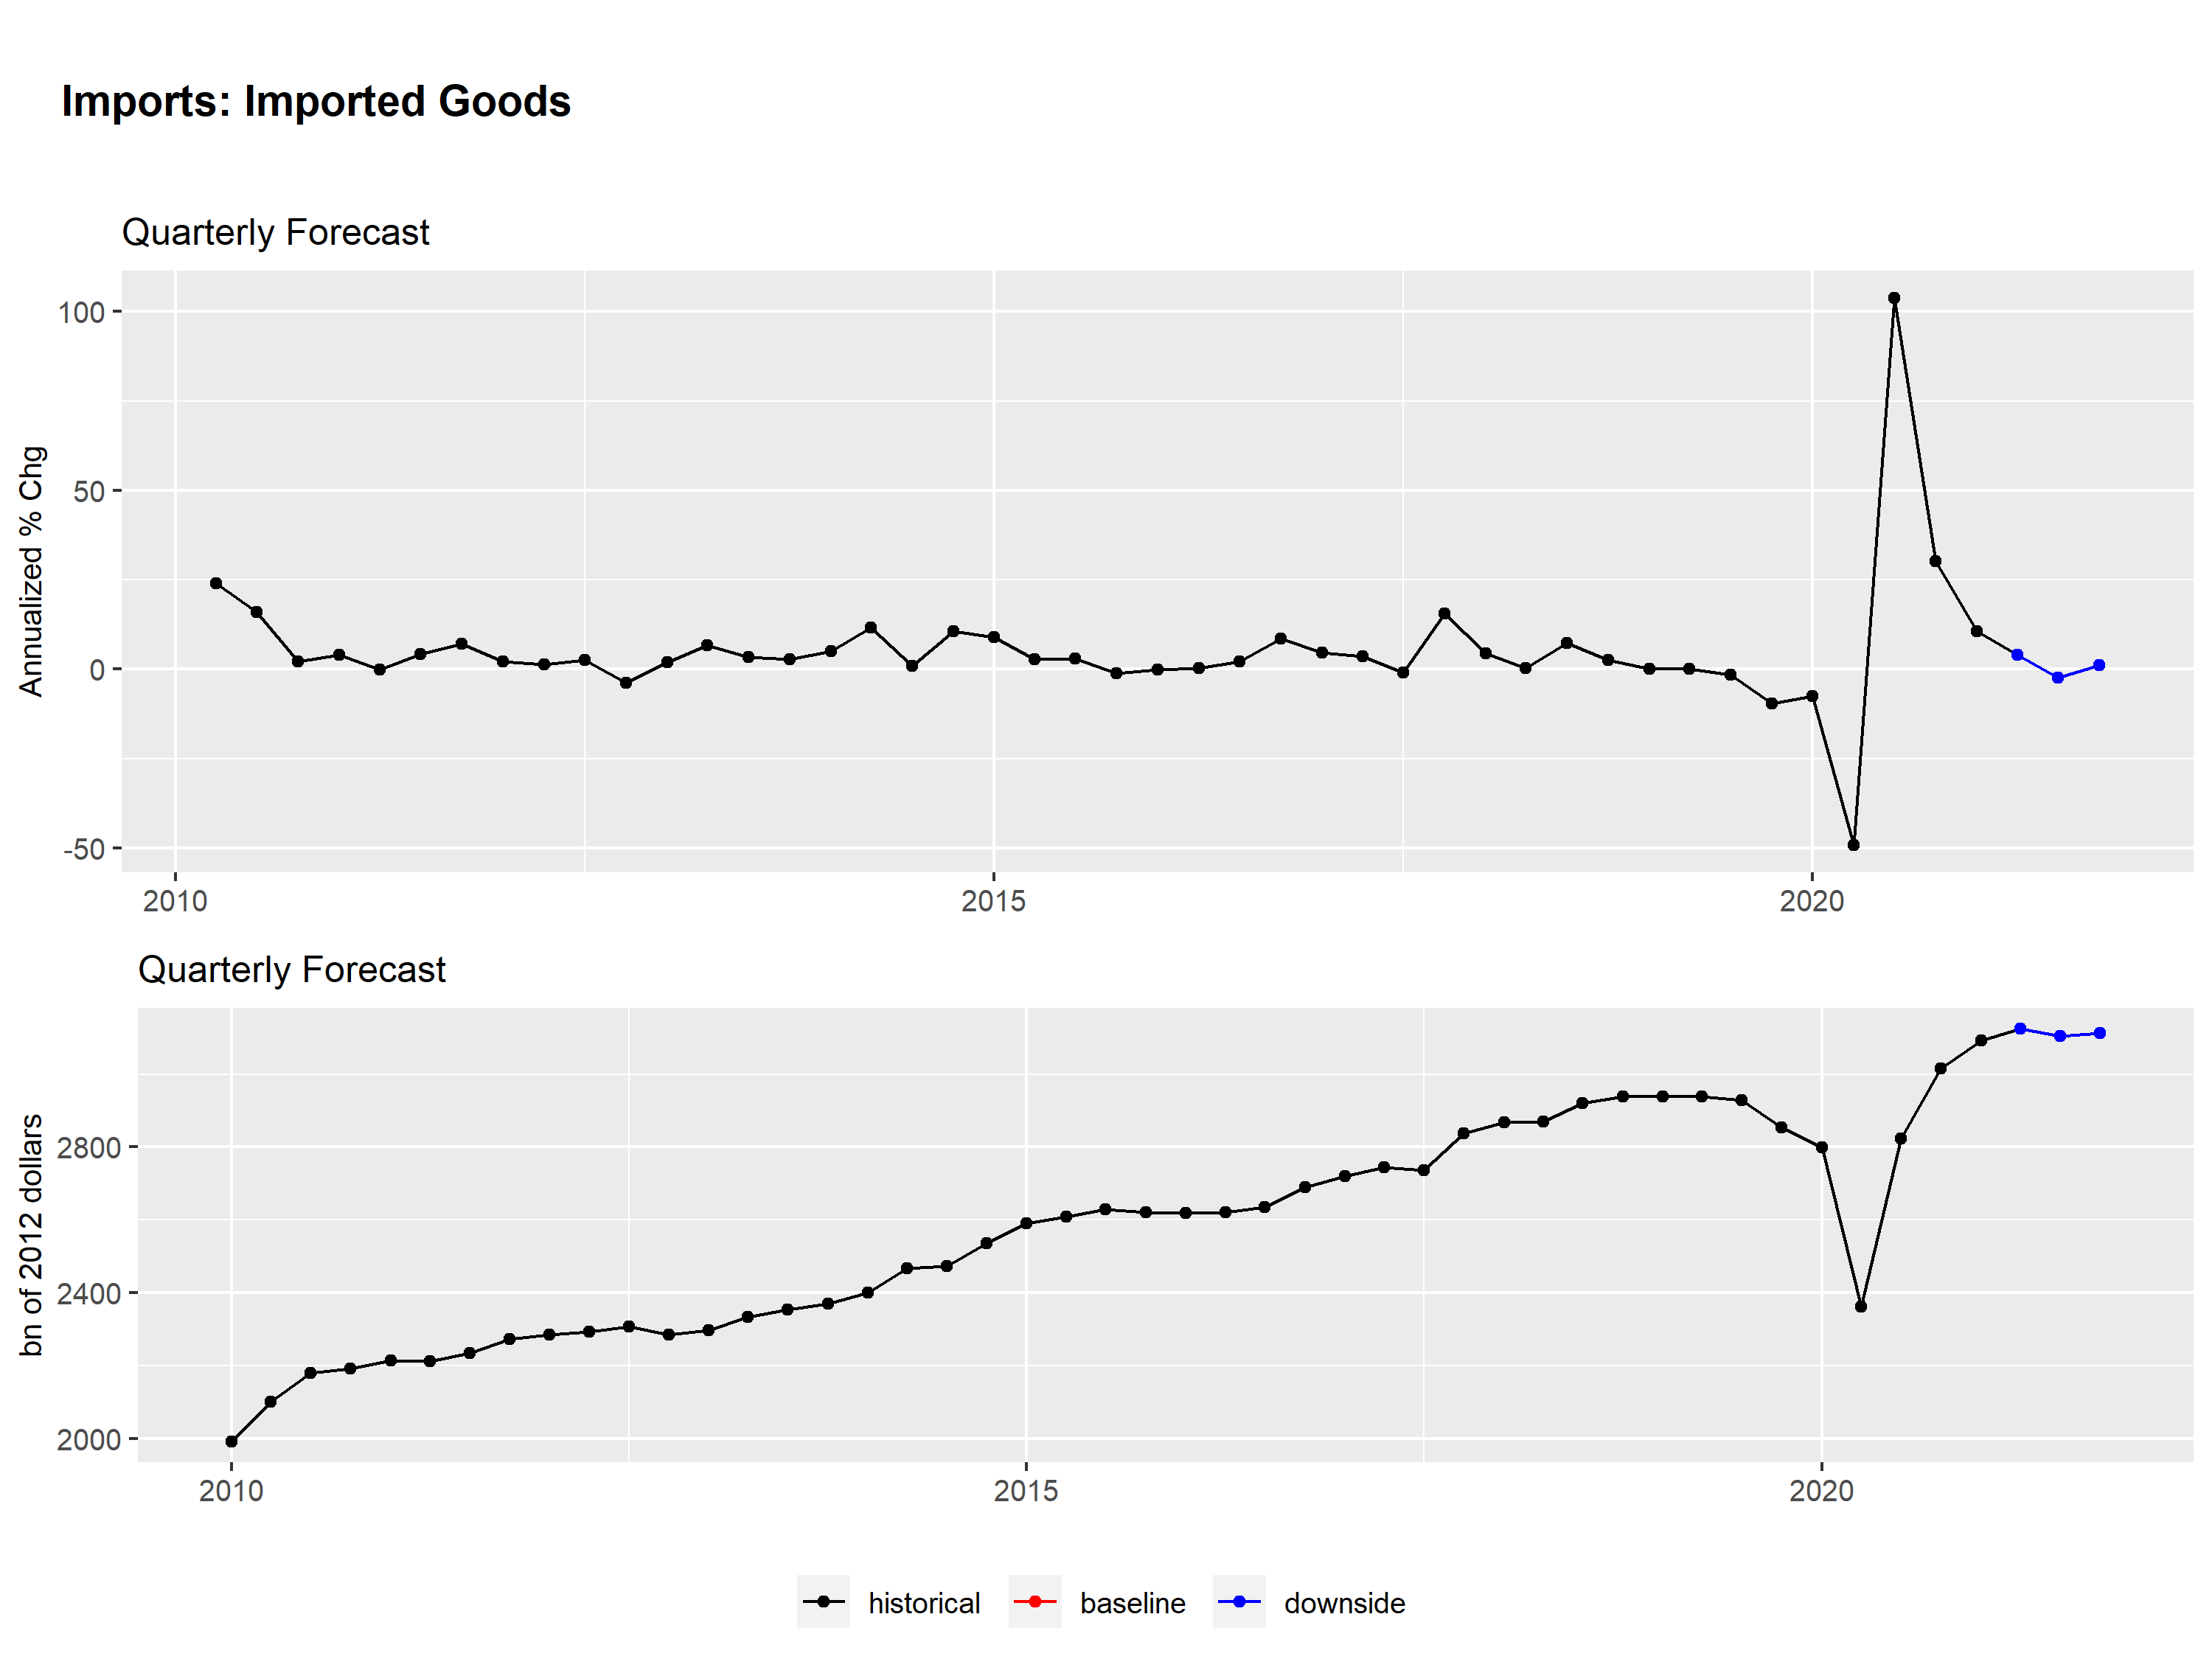 Imports: Imported Goods
Quarterly Forecast
Annualized % Chg
100
50
0
-50
2010 2015 2020
Quarterly Forecast
bn of 2012 dollars
2800
2400
2000
2010 2015 2020
historical baseline downside